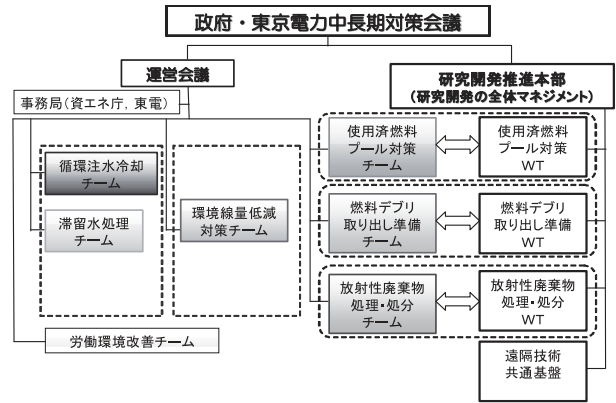 政府・東京電力中長期対策会議
運営会議
研究開発推進本部
(研究開発の全体マネジメント)
事務局(資エネ庁, 東電)
循環注水冷却
チーム
滞留水処理
チーム
環境線量低減
対策チーム
使用済燃料
プール対策
チーム
使用済燃料
プール対策
WT
燃料デブリ
取り出し準備
チーム
燃料デブリ
取り出し準備
WT
放射性廃棄物
処理・処分
チーム
放射性廃棄物
処理・処分
WT
労働環境改善チーム
遠隔技術
共通基盤